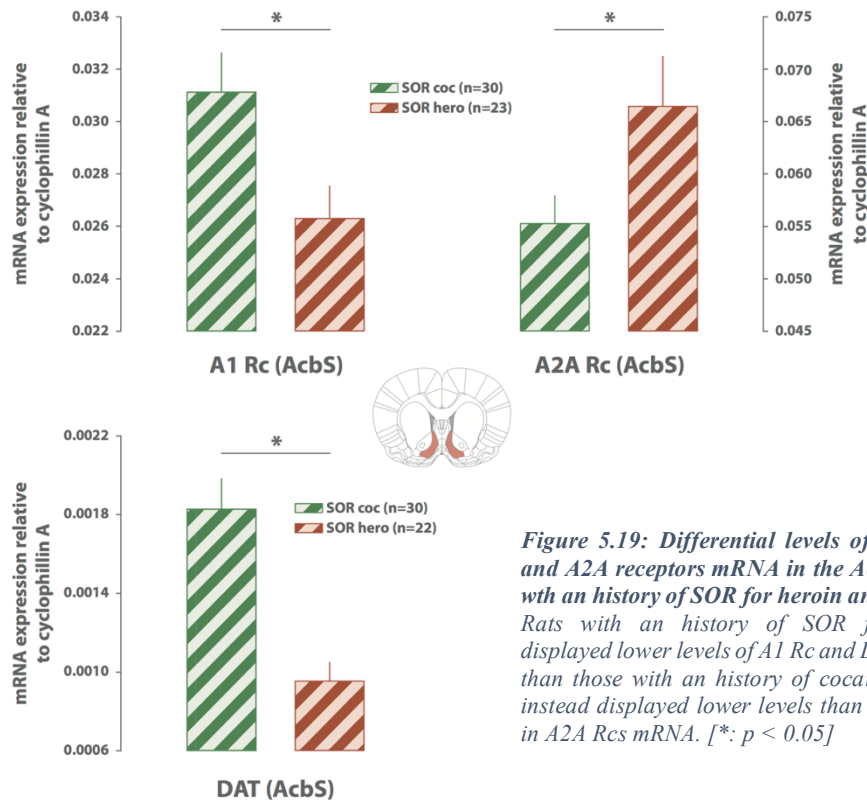 0.034
0.032
0.030
0.028
0.026
0.024
0.022
mRNA expression relative
to cyclophillin A
*
SOR coc (n=30)
SOR hero (n=23)
*
0.075
0.070
0.065
0.060
0.055
0.050
0.045
mRNA expression relative
to cyclophillin A
A1 Rc (AcbS)
A2A Rc (AcbS)
0.0022
0.0018
0.0014
0.0010
0.0006
mRNA expression relative
to cyclophillin A
*
SOR coc (n=30)
SOR hero (n=22)
DAT (AcbS)
Figure 5.19: Differential levels of
and A2A receptors mRNA in the
wth an history of SOR for heroin
Rats with an history of SOR
displayed lower levels of A1 Rc and
than those with an history of
instead displayed lower levels than
in A2A Rcs mRNA. [*: p < 0.05]